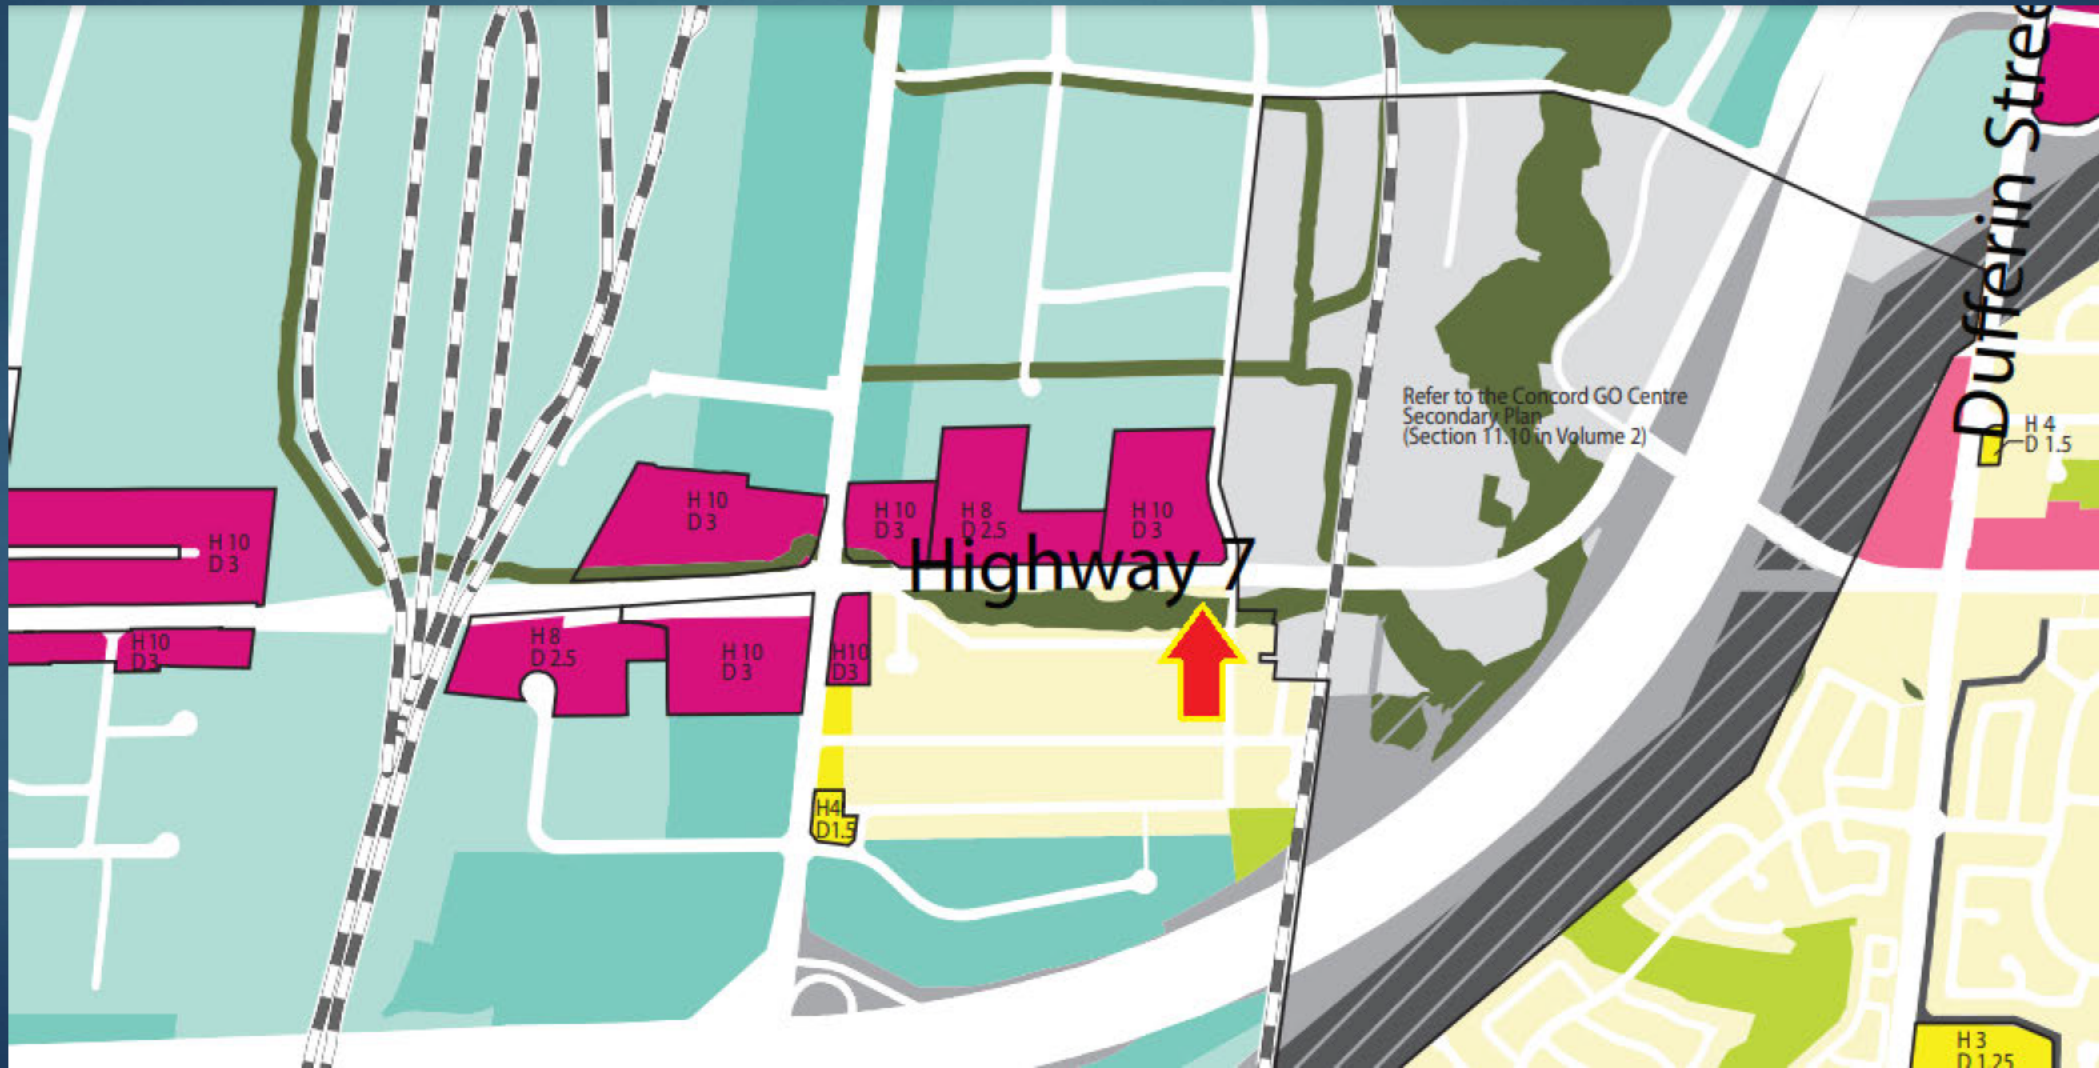 Dufferin Stree
Refer to the Concord GO Centre
Secondary Plan
(Section 11.10 in Volume 2)
H 4
D 1.5
H 10
D 3
H 10
D 3
H 8
D 2.5
H 10
D 3
H 10
D 3
Highway 7
H 10
D 3
H 8
D 2.5
H 10
D 3
H10
D3
H4
D1.5
H 3
D 1.25